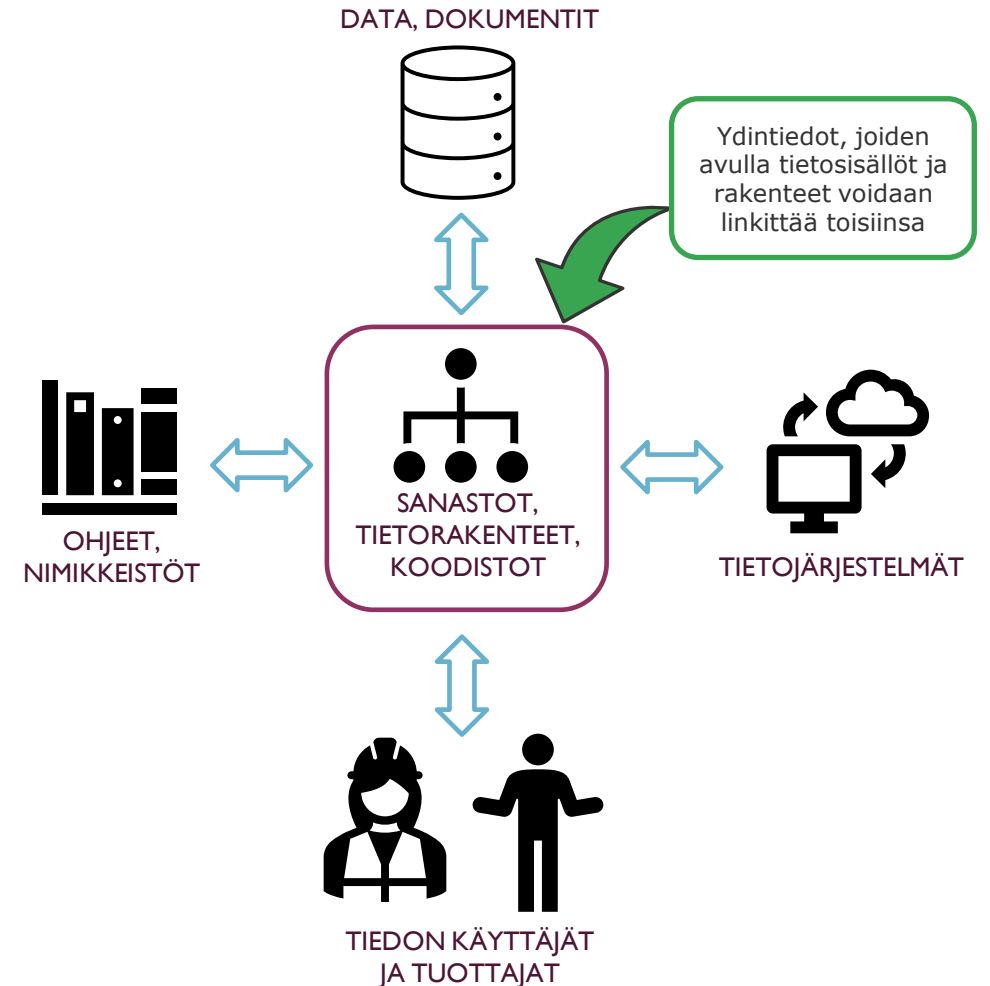 DATA, DOKUMENTIT
Ydintiedot, joiden
avulla tietosisällöt ja
rakenteet voidaan
linkittää toisiinsa
OHJEET,
NIMIKKEISTÖT
SANASTOT,
TIETORAKENTEET,
KOODISTOT
TIETOJÄRJESTELMÄT
TIEDON KÄYTTÄJÄT
JA TUOTTAJAT